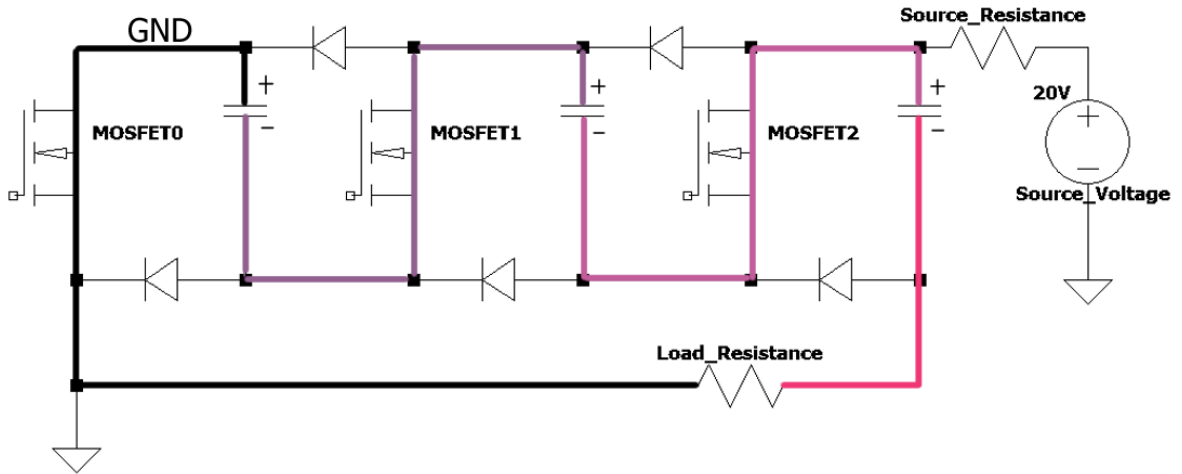 GND
Source_Resistance
MOSFET0
+
-
MOSFET1
+
-
MOSFET2
+
-
20V
+
-
Source_Voltage
Load_Resistance